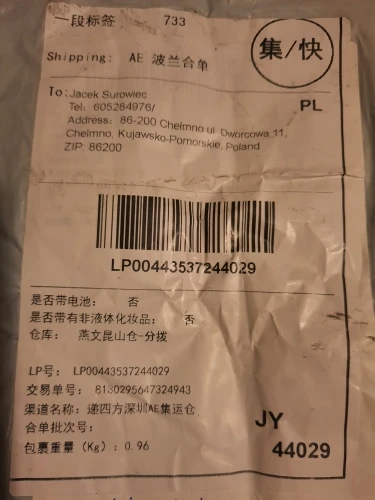 一段标签 733
集/快
Shipping: AE 波兰合单
To: Jacek Surowiec
Tel: 605284976/
PL
Address: 86-200 Chelmno ul. Dworcowa 11,
Chelmno, Kujawsko-Pomorskie, Poland
ZIP: 86200
LP00443537244029
是否带电池: 否
是否带有非液体化妆品: 否
仓库: 燕文昆山仓-分拨
LP号: LP00443537244029
交易单号: 8130295647324943
渠道名称: 递四方深圳AE集运仓
合单批次号:
JY
包裹重量 (Kg): 0.96
44029